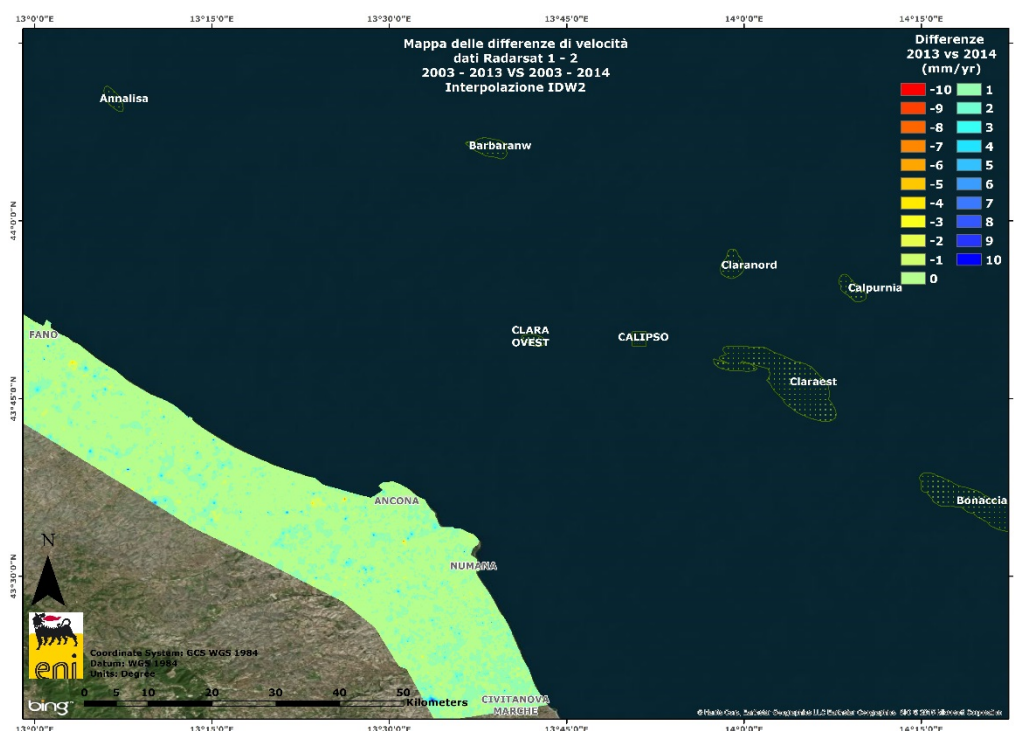 13°0'0"E 13°15'0"E 13°30'0"E 13°45'0"E 14°0'0"E 14°15'0"E
Mappa delle differenze di velocità
dati Radarsat 1 - 2
2003 - 2013 VS 2003 - 2014
Interpolazione IDW2
Differenze
2013 vs 2014
(mm/yr)
-10 1
-9 2
-8 3
-7 4
-6 5
-5 6
-4 7
-3 8
-2 9
-1 10
0
Annalisa
Barbaranw
44°0'0"N
Claranord
Calpurnia
CLARA
OVEST
CALIPSO
FANO
Claraest
43°45'0"N
Bonaccia
ANCONA
NUMANA
43°30'0"N
N
eni
Coordinate System: GCS WGS 1984
Datum: WGS 1984
Units: Degree
0 5 10 20 30 40 50
Kilometers
CIVITANOVA
MARCHE
bing
13°0'0"E 13°15'0"E 13°30'0"E 13°45'0"E 14°0'0"E 14°15'0"E